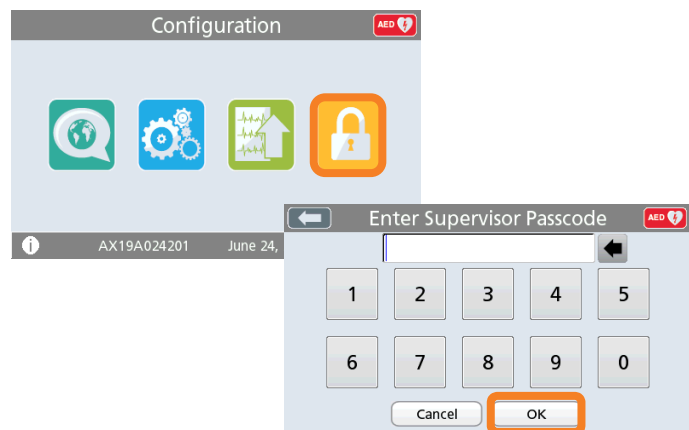 Configuration
AED
AX19A024201 June 24,
Enter Supervisor Passcode
AED
1 2 3 4 5
6 7 8 9 0
Cancel OK